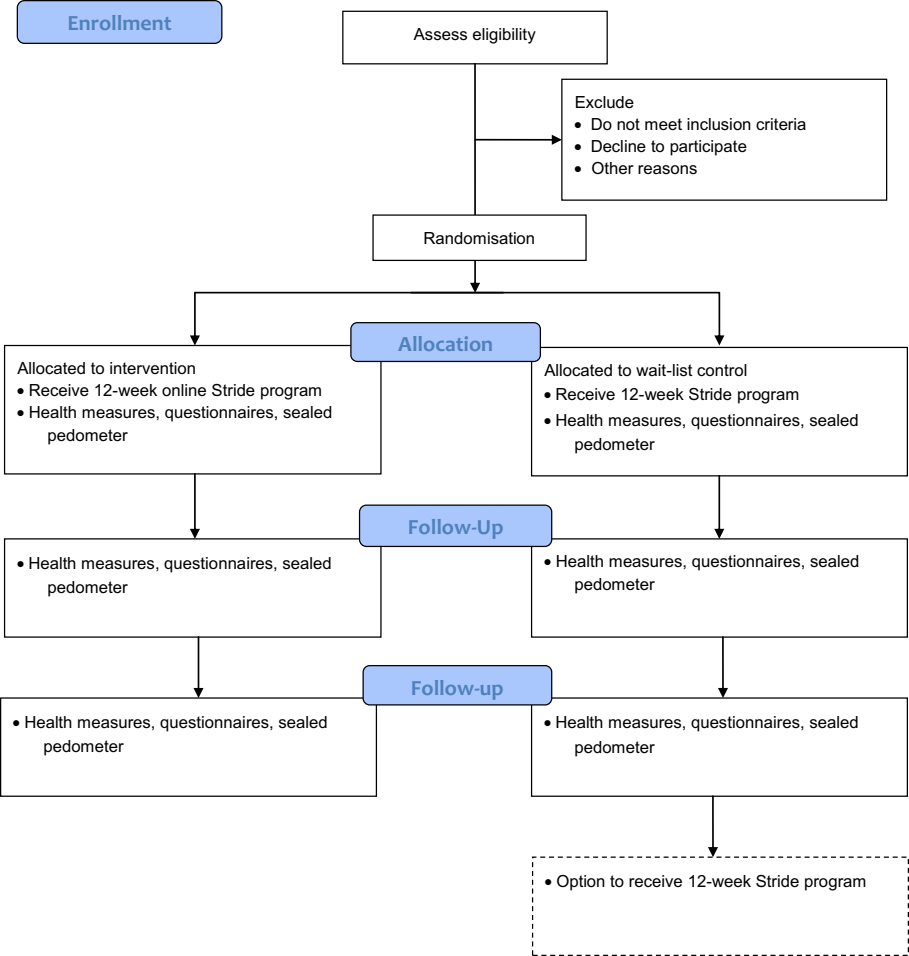 Enrollment
Assess eligibility
Exclude
• Do not meet inclusion criteria
• Decline to participate
• Other reasons
Randomisation
Allocation
Allocated to intervention
• Receive 12-week online Stride program
• Health measures, questionnaires, sealed
pedometer
Allocated to wait-list control
• Receive 12-week Stride program
• Health measures, questionnaires, sealed
pedometer
Follow-Up
• Health measures, questionnaires, sealed
pedometer
• Health measures, questionnaires, sealed
pedometer
Follow-up
• Health measures, questionnaires, sealed
pedometer
• Health measures, questionnaires, sealed
pedometer
• Option to receive 12-week Stride program